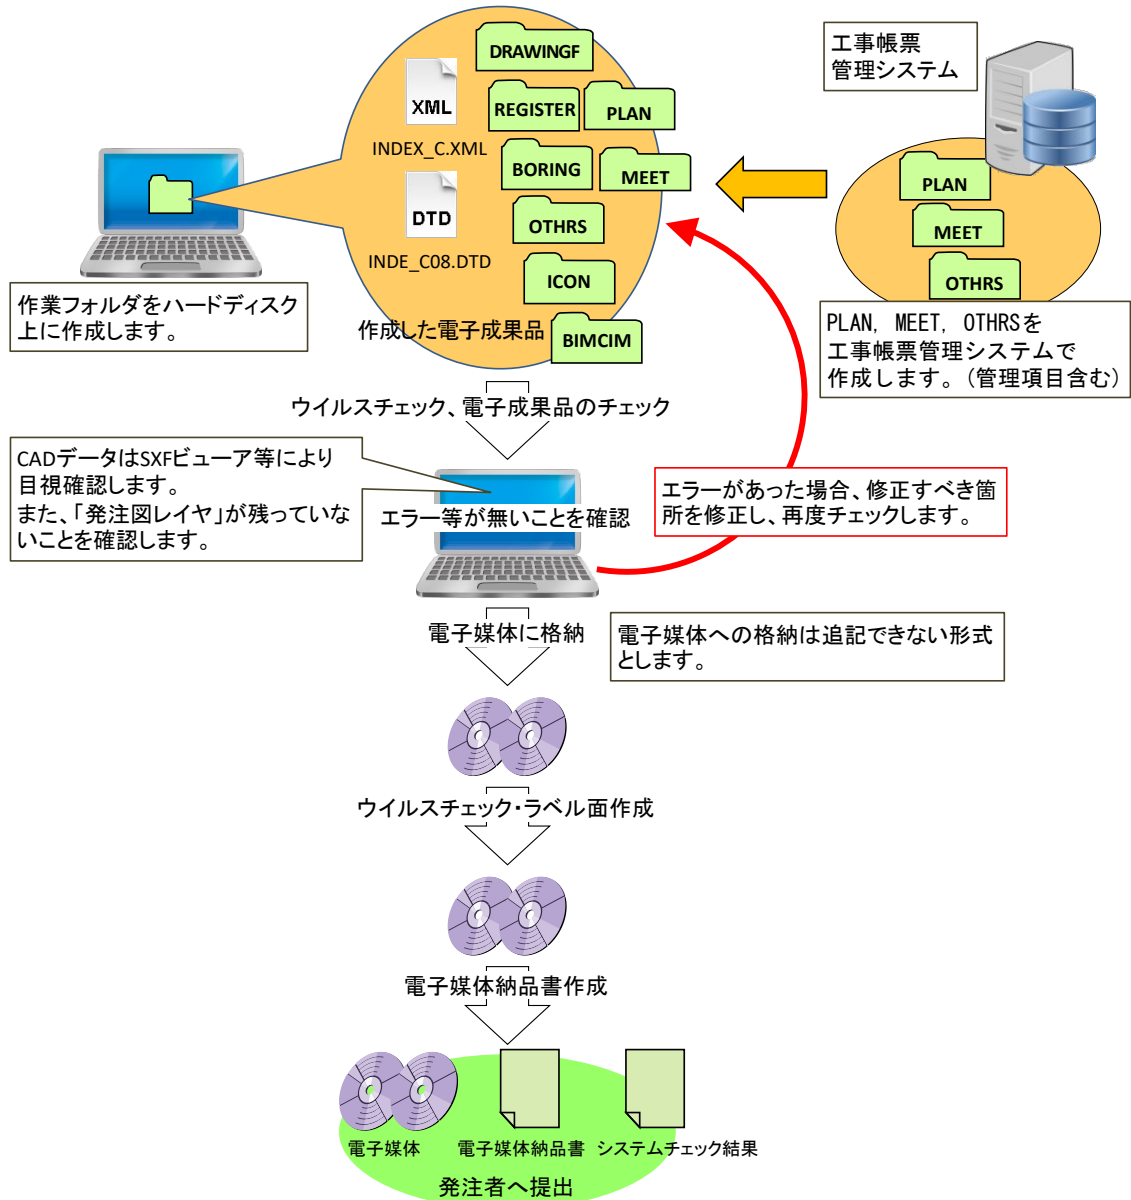 DRAWINGF
XML
REGISTER
PLAN
INDEX_C.XML
BORING
MEET
DTD
OTHRS
INDE_C08.DTD
ICON
作成した電子成果品
BIMCIM
工事帳票
管理システム
PLAN
MEET
OTHRS
作業フォルダをハードディスク
上に作成します。
PLAN, MEET, OTHRSを
工事帳票管理システムで
作成します。（管理項目含む）
ウイルスチェック、電子成果品のチェック
CADデータはSXFビューア等により
目視確認します。
また、「発注図レイヤ」が残っていな
いことを確認します。
エラー等が無いことを確認
エラーがあった場合、修正すべき箇
所を修正し、再度チェックします。
電子媒体に格納
電子媒体への格納は追記できない形式
とします。
ウイルスチェック・ラベル面作成
電子媒体納品書作成
電子媒体
電子媒体納品書
システムチェック結果
発注者へ提出